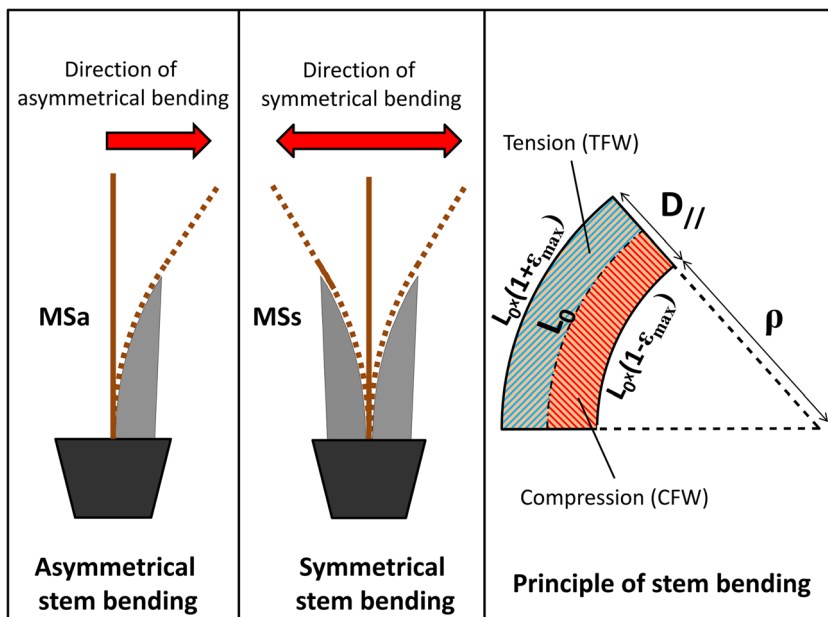 Direction of
asymmetrical bending
MSa
Asymmetrical
stem bending
Direction of
symmetrical bending
MSs
Symmetrical
stem bending
Tension (TFW)
D//
L0×(1+εmax)
L0
L0×(1-εmax)
ρ
Compression (CFW)
Principle of stem bending